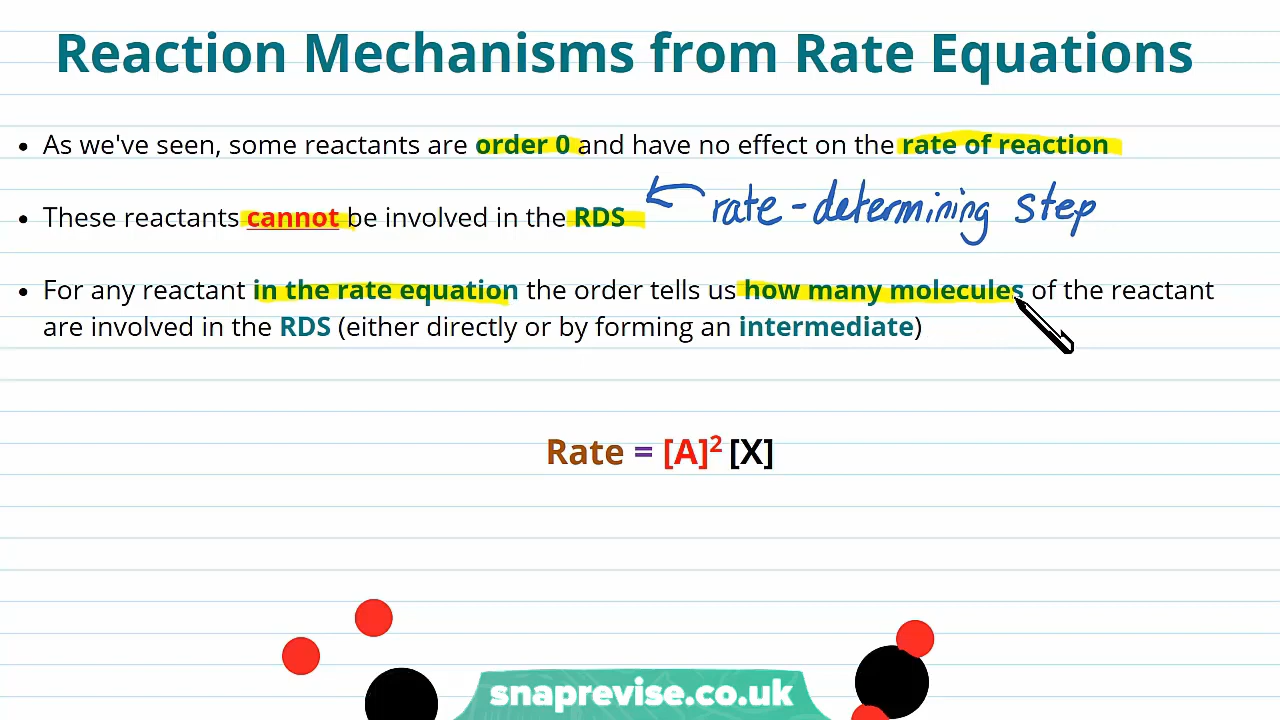 Reaction Mechanisms from Rate Equations
• As we've seen, some reactants are order 0 and have no effect on the rate of reaction
rate-determining step
• These reactants cannot be involved in the RDS
• For any reactant in the rate equation the order tells us how many molecules of the reactant
are involved in the RDS (either directly or by forming an intermediate)
Rate = [A]² [X]
snaprevise.co.uk